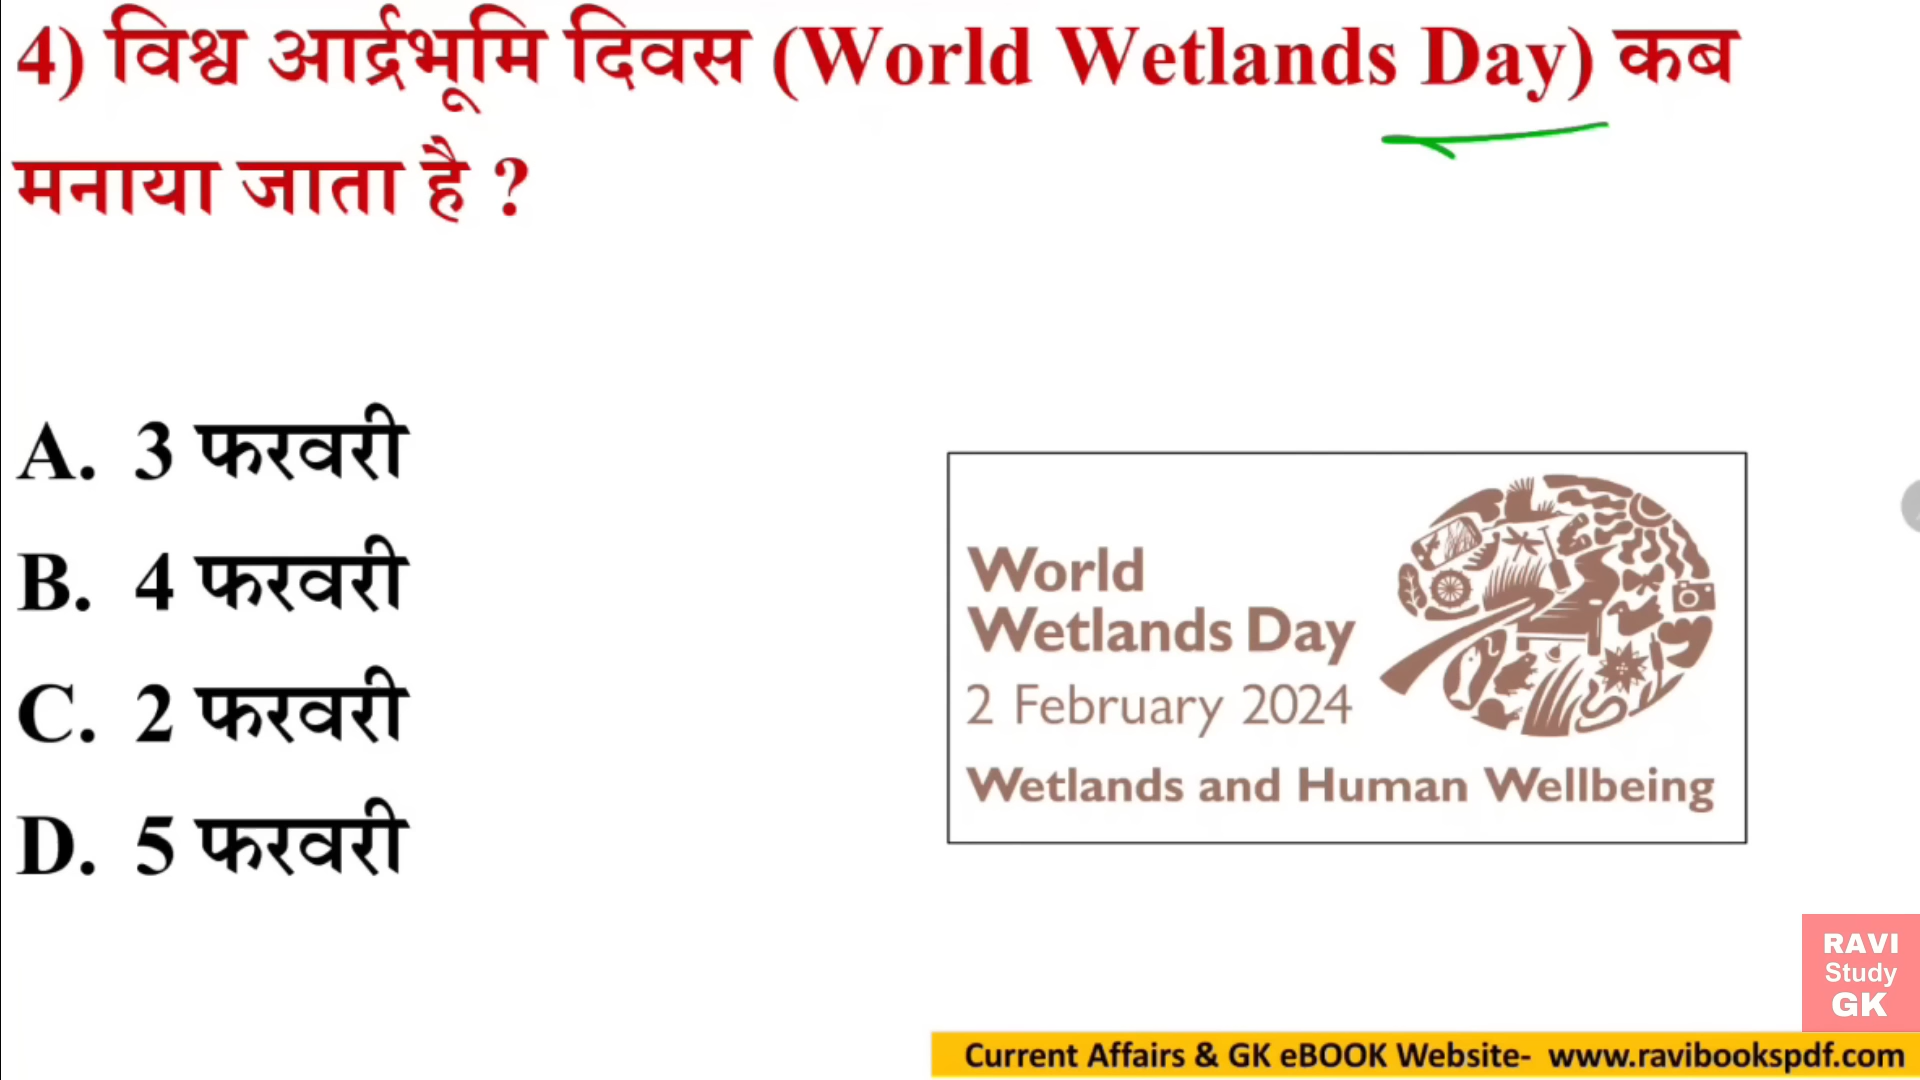 4) विश्व आर्द्रभूमि दिवस (World Wetlands Day) कब
मनाया जाता है ?
A. 3 फरवरी
B. 4 फरवरी
C. 2 फरवरी
D. 5 फरवरी
World
Wetlands Day
2 February 2024
Wetlands and Human Wellbeing
RAVI
Study
GK
Current Affairs & GK eBOOK Website- www.ravibookspdf.com